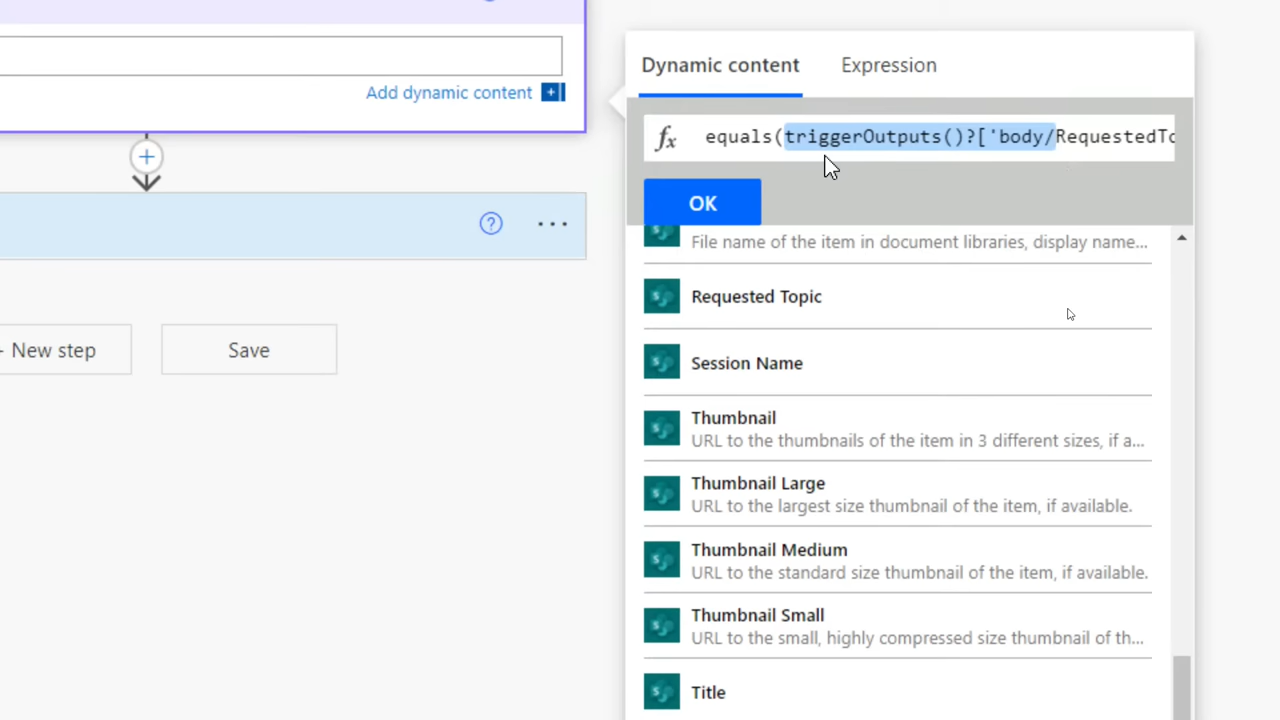 Dynamic content
Expression
Add dynamic content
fx
equals(triggerOutputs()?['body/RequestedTo
OK
File name of the item in document libraries, display name...
Requested Topic
Session Name
New step
Save
Thumbnail
URL to the thumbnails of the item in 3 different sizes, if a...
Thumbnail Large
URL to the largest size thumbnail of the item, if available.
Thumbnail Medium
URL to the standard size thumbnail of the item, if available.
Thumbnail Small
URL to the small, highly compressed size thumbnail of th...
Title